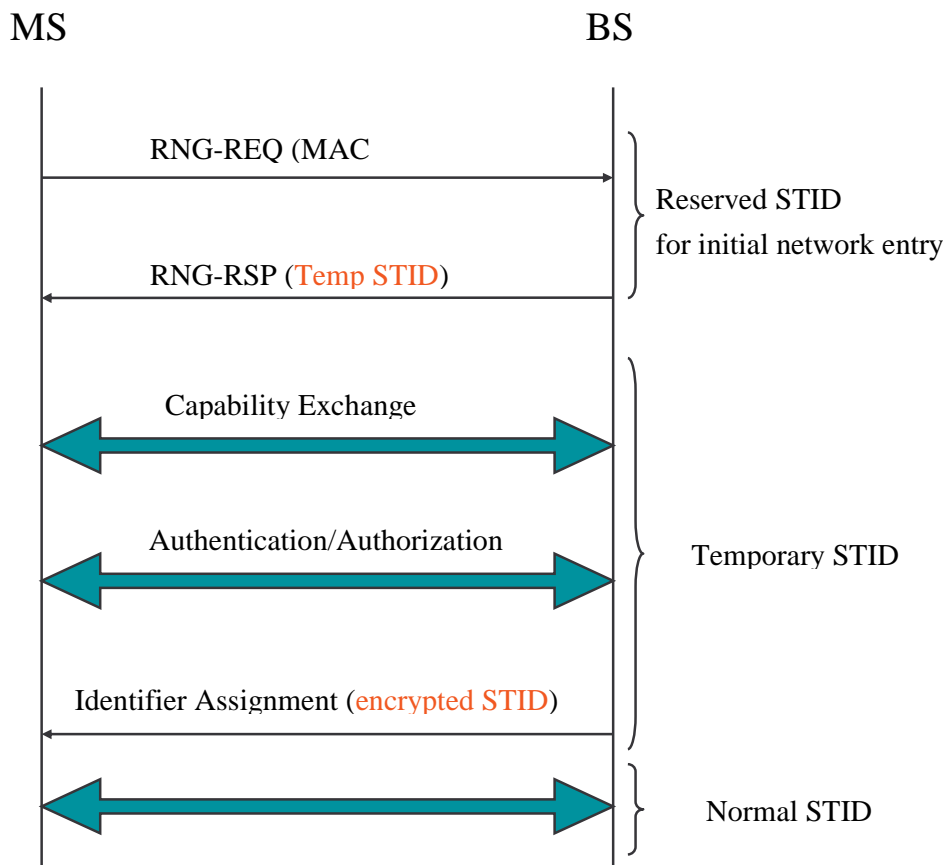 MS
BS
RNG-REQ (MAC
Reserved STID
for initial network entry
RNG-RSP (Temp STID)
Capability Exchange
Authentication/Authorization
Temporary STID
Identifier Assignment (encrypted STID)
Normal STID